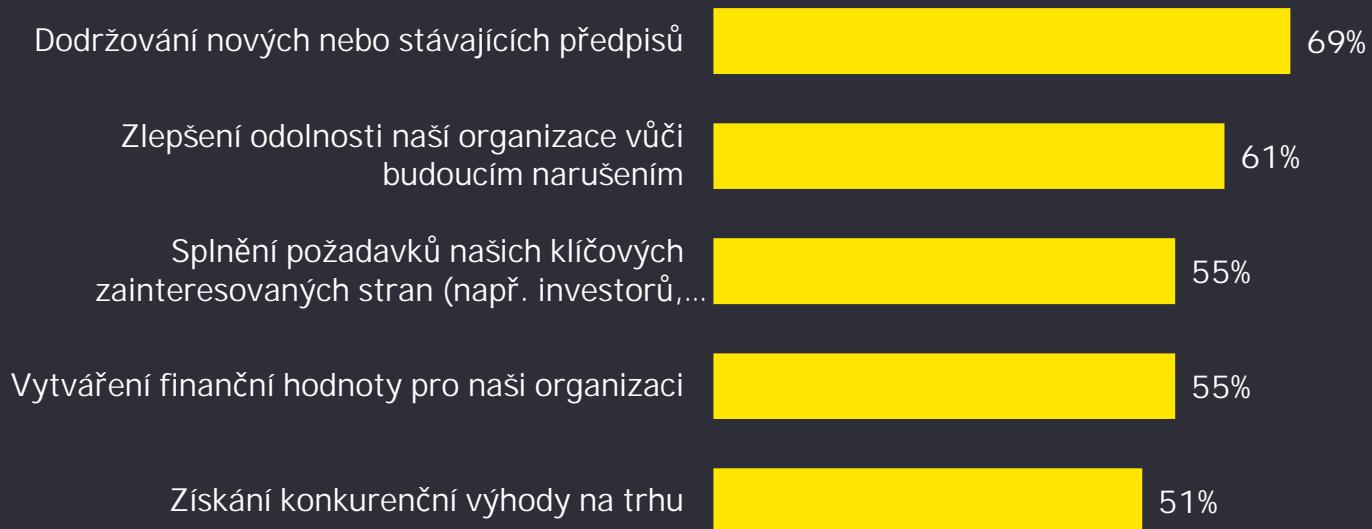 Dodržování nových nebo stávajících předpisů
69%
Zlepšení odolnosti naší organizace vůči
budoucím narušením
61%
Splnění požadavků našich klíčových
zainteresovaných stran (např. investorů,...
55%
Vytváření finanční hodnoty pro naši organizaci
55%
Získání konkurenční výhody na trhu
51%